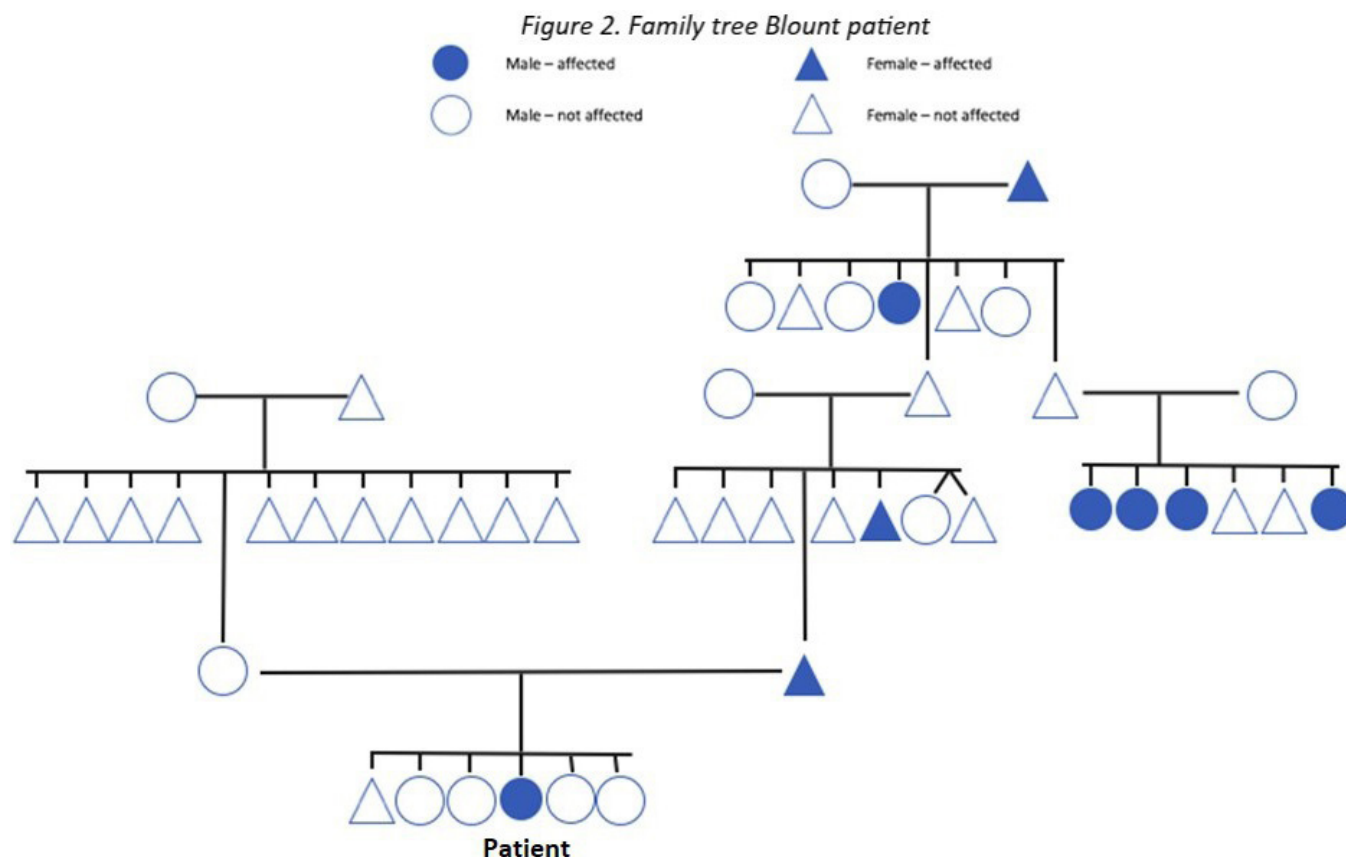 Figure 2. Family tree Blount patient
Male – affected
Female – affected
Male – not affected
Female – not affected
Patient